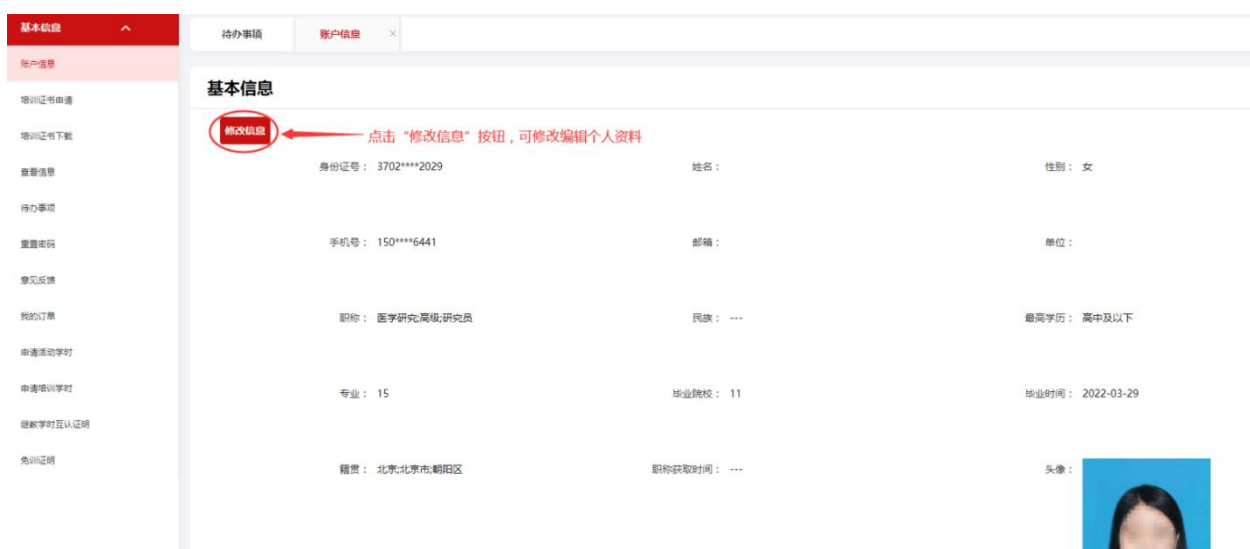 基本信息
待办事项
账户信息 ×
账户信息
基本信息
培训证书申请
修改信息
点击“修改信息”按钮，可修改编辑个人资料
培训证书下载
身份证号： 3702****2029
姓名：
性别： 女
查看信息
待办事项
手机号： 150****6441
邮箱：
单位：
重置密码
意见反馈
职称： 医学研究;高级;研究员
民族： ---
最高学历： 高中及以下
我的订单
申请活动学时
申请培训学时
专业： 15
毕业院校： 11
毕业时间： 2022-03-29
继教学时互认证明
免训证明
籍贯： 北京;北京市;朝阳区
职称获取时间： ---
头像：